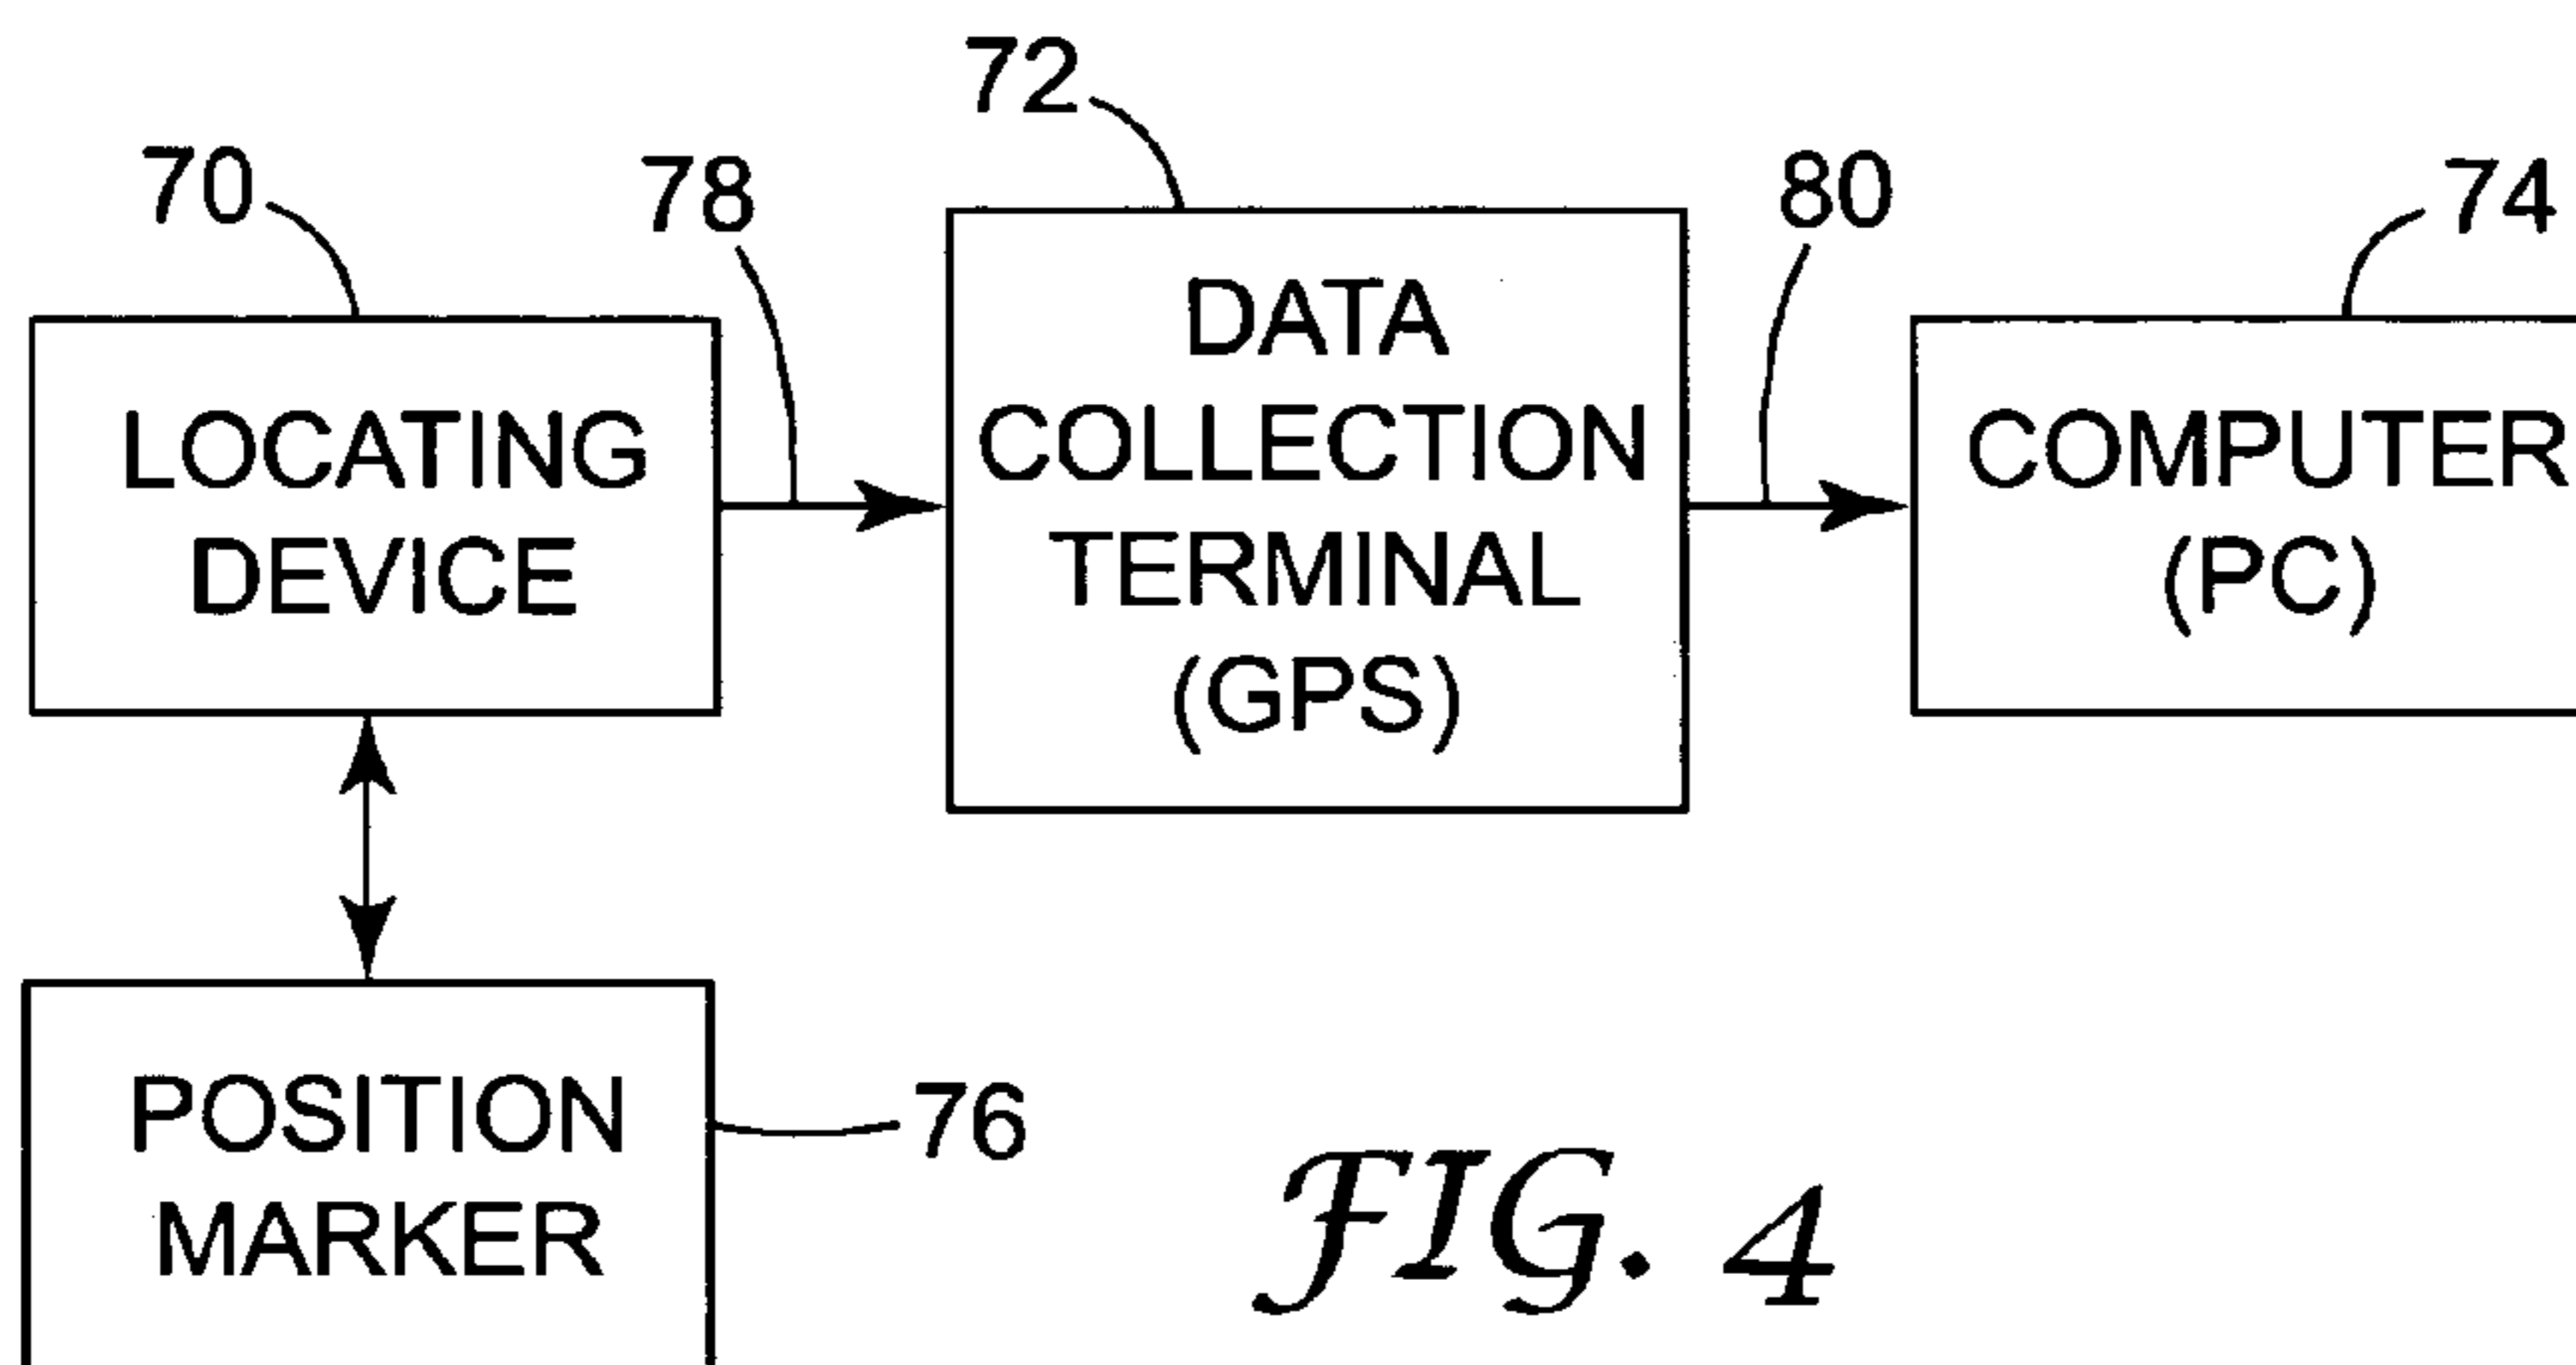 72
70
78
80
74
DATA
COLLECTION
TERMINAL
(GPS)
LOCATING
DEVICE
COMPUTER
(PC)
POSITION
MARKER
76
FIG. 4